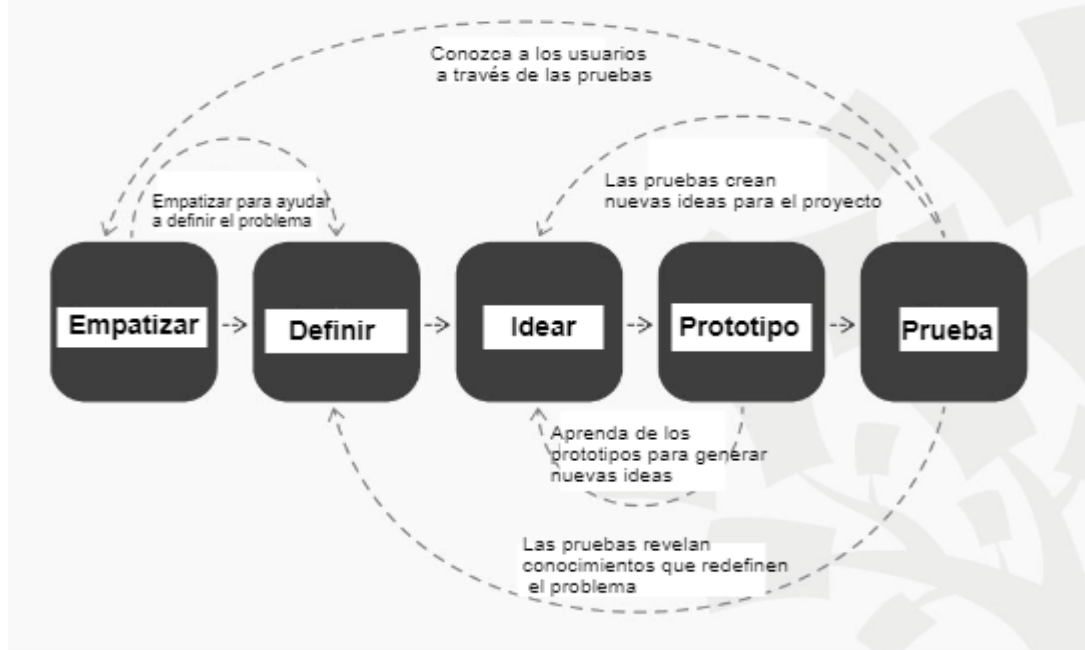 Conozca a los usuarios
a través de las pruebas
Empatizar para ayudar
a definir el problema
Las pruebas crean
nuevas ideas para el proyecto
Empatizar
Definir
Idear
Prototipo
Prueba
Aprenda de los
prototipos para generar
nuevas ideas
Las pruebas revelan
conocimientos que redefinen
el problema